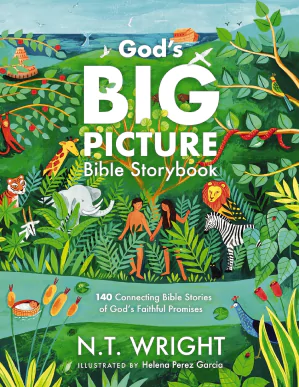 God's
BIG
PICTURE
Bible Storybook
140 Connecting Bible Stories
of God's Faithful Promises
N.T. WRIGHT
ILLUSTRATED BY Helena Perez Garcia